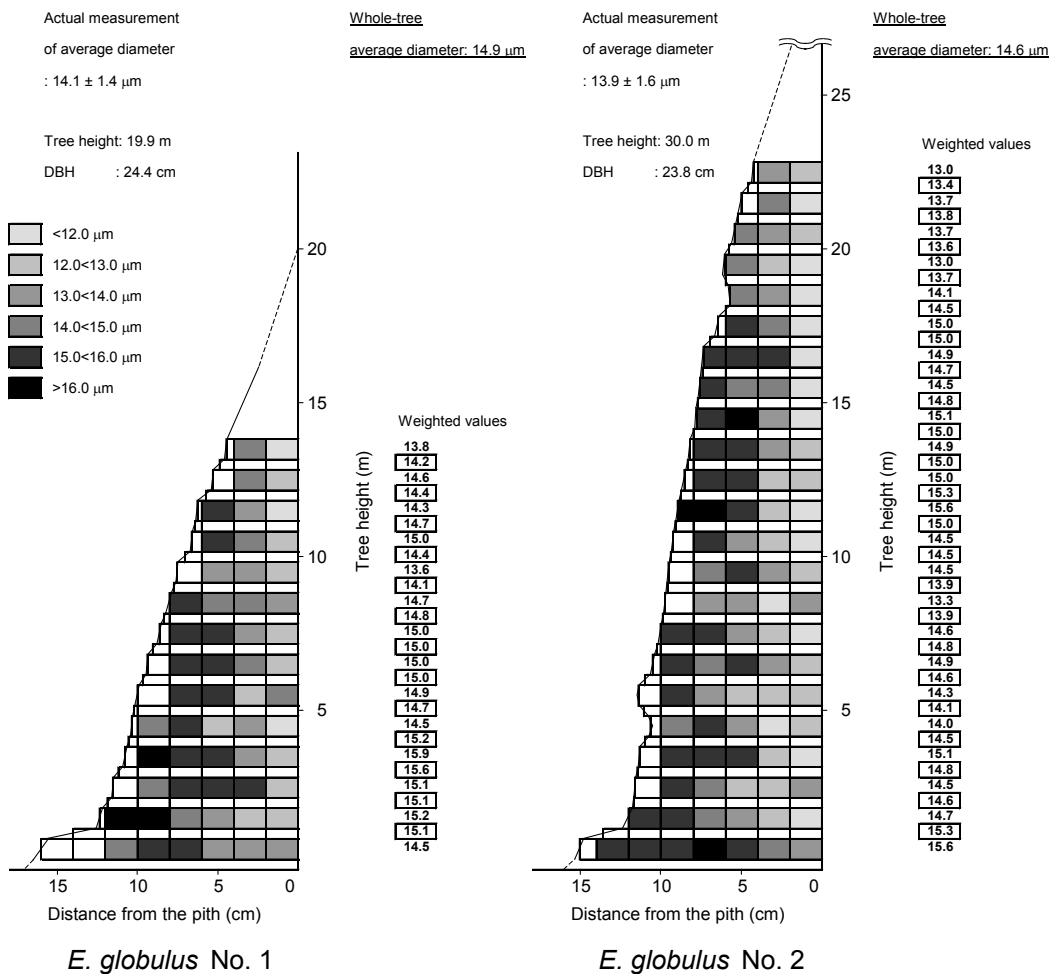 Actual measurement
of average diameter
: 14.1 ± 1.4 μm
Tree height: 19.9 m
DBH : 24.4 cm
Whole-tree
average diameter: 14.9 μm
<12.0 μm
12.0<13.0 μm
13.0<14.0 μm
14.0<15.0 μm
15.0<16.0 μm
>16.0 μm
20
15
10
5
Tree height (m)
Weighted values
13.8
14.2
14.6
14.4
14.3
14.7
15.0
14.4
13.6
14.1
14.7
14.8
15.0
15.0
15.0
15.0
14.9
14.7
14.5
15.2
15.9
15.6
15.1
15.1
15.2
15.1
14.5
15 10 5 0
Distance from the pith (cm)
E. globulus No. 1
Actual measurement
of average diameter
: 13.9 ± 1.6 μm
Tree height: 30.0 m
DBH : 23.8 cm
Whole-tree
average diameter: 14.6 μm
25
20
15
10
5
Tree height (m)
Weighted values
13.0
13.4
13.7
13.8
13.7
13.6
13.0
13.7
14.1
14.5
15.0
15.0
14.9
14.7
14.5
14.8
15.1
15.0
14.9
15.0
15.0
15.3
15.6
15.0
14.5
14.5
14.5
13.9
13.3
13.9
14.6
14.8
14.9
14.6
14.3
14.1
14.0
14.5
15.1
14.8
14.5
14.6
14.7
15.3
15.6
15 10 5 0
Distance from the pith (cm)
E. globulus No. 2